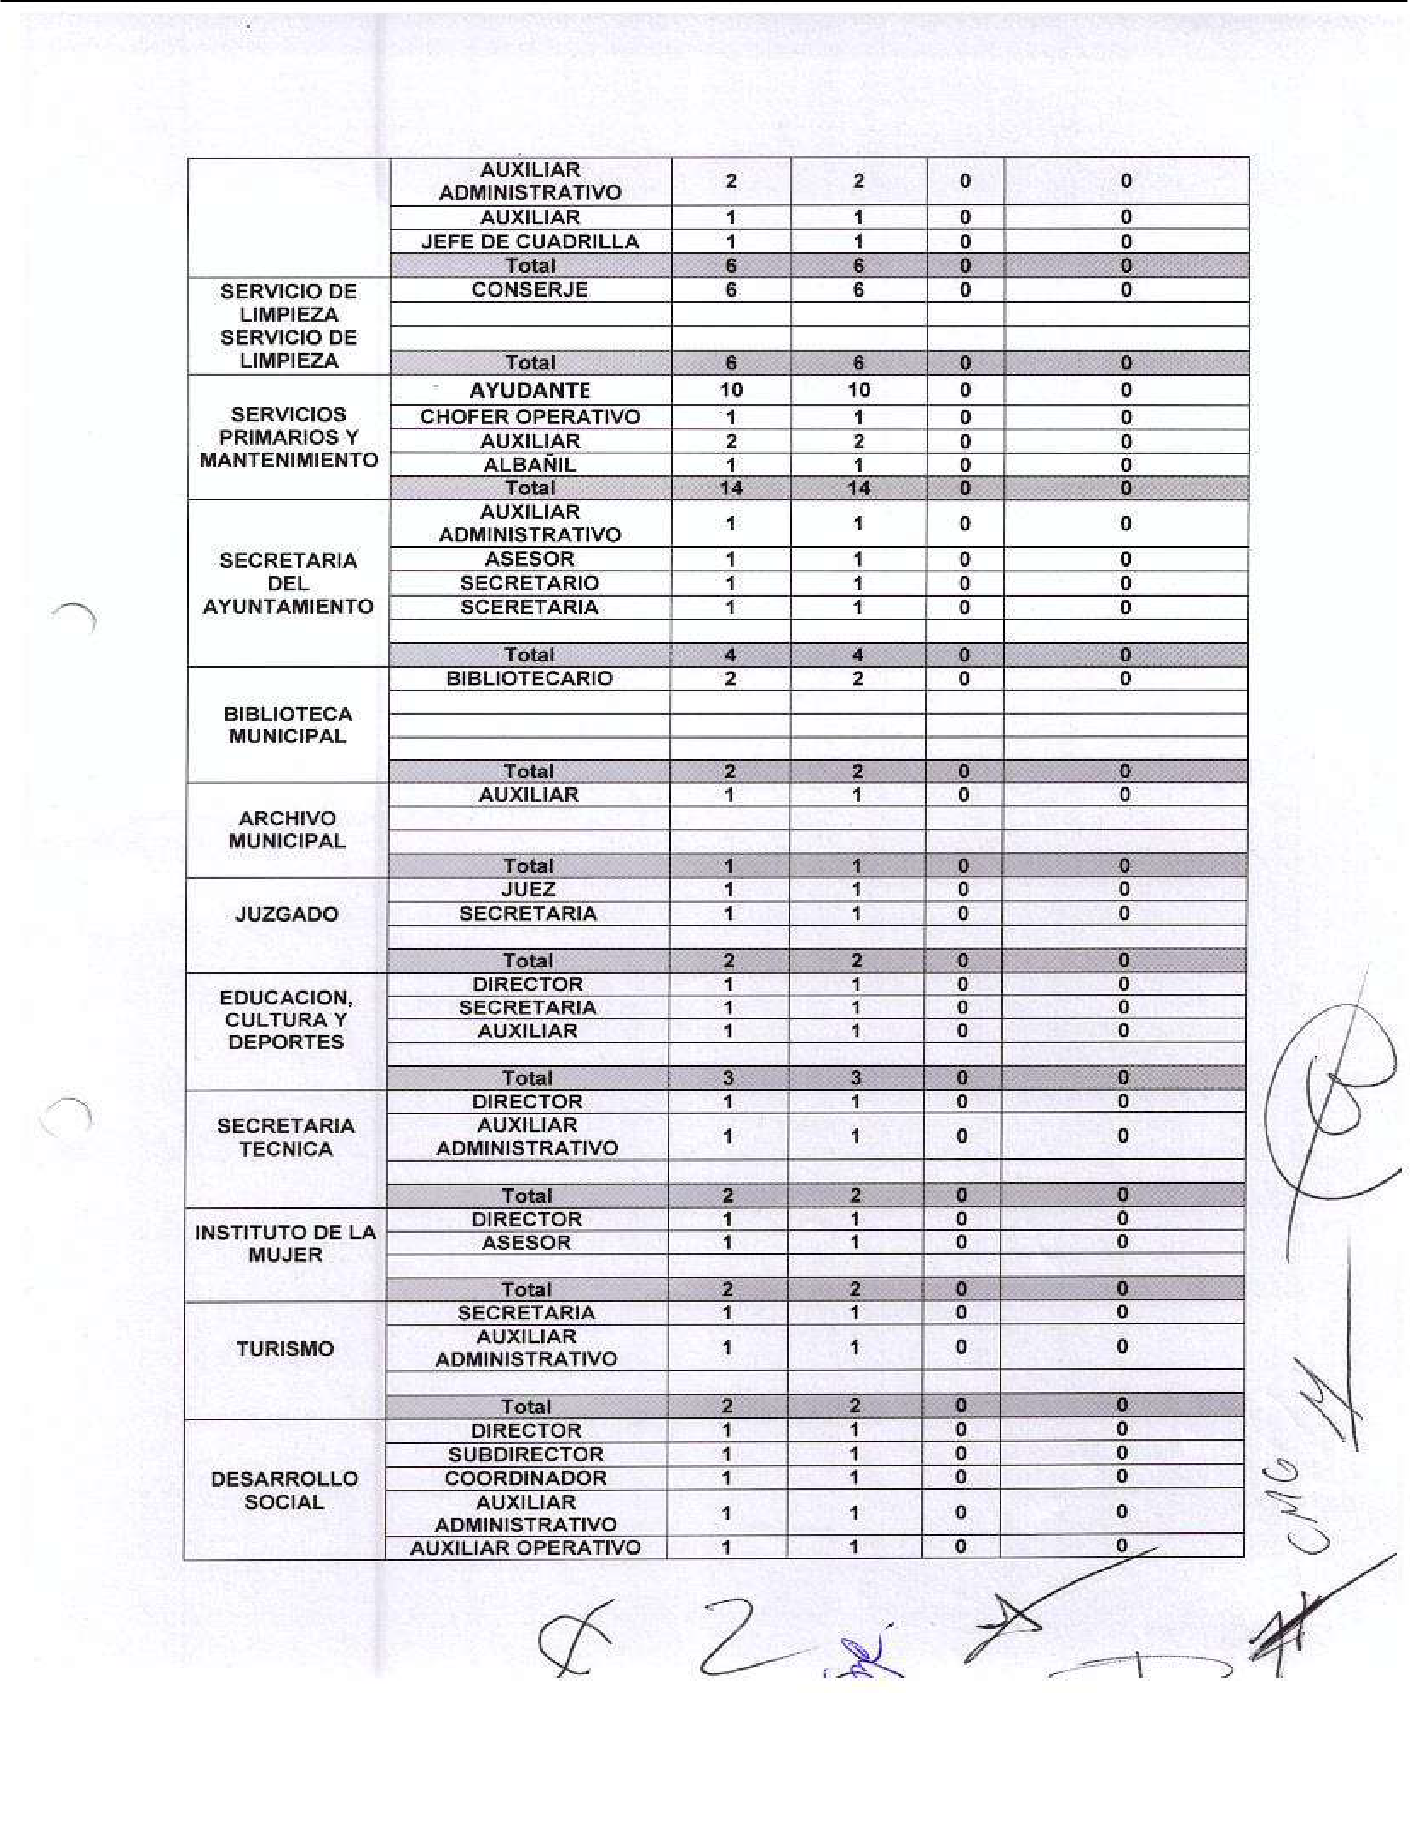 AUXILIAR
ADMINISTRATIVO 2 2 0 0
AUXILIAR 1 1 0 0
JEFE DE CUADRILLA 1 1 0 0
Total 6 6 0 0
SERVICIO DE
LIMPIEZA
SERVICIO DE
LIMPIEZA
CONSERJE 6 6 0 0
Total 6 6 0 0
SERVICIOS
PRIMARIOS Y
MANTENIMIENTO
AYUDANTE 10 10 0 0
CHOFER OPERATIVO 1 1 0 0
AUXILIAR 2 2 0 0
ALBAÑIL 1 1 0 0
Total 14 14 0 0
SECRETARIA
DEL
AYUNTAMIENTO
AUXILIAR
ADMINISTRATIVO 1 1 0 0
ASESOR 1 1 0 0
SECRETARIO 1 1 0 0
SCERETARIA 1 1 0 0
Total 4 4 0 0
BIBLIOTECA
MUNICIPAL
BIBLIOTECARIO 2 2 0 0
Total 2 2 0 0
ARCHIVO
MUNICIPAL
AUXILIAR 1 1 0 0
Total 1 1 0 0
JUZGADO
JUEZ 1 1 0 0
SECRETARIA 1 1 0 0
Total 2 2 0 0
EDUCACION,
CULTURA Y
DEPORTES
DIRECTOR 1 1 0 0
SECRETARIA 1 1 0 0
AUXILIAR 1 1 0 0
Total 3 3 0 0
SECRETARIA
TECNICA
DIRECTOR 1 1 0 0
AUXILIAR
ADMINISTRATIVO 1 1 0 0
Total 2 2 0 0
INSTITUTO DE LA
MUJER
DIRECTOR 1 1 0 0
ASESOR 1 1 0 0
Total 2 2 0 0
TURISMO
SECRETARIA 1 1 0 0
AUXILIAR
ADMINISTRATIVO 1 1 0 0
Total 2 2 0 0
DESARROLLO
SOCIAL
DIRECTOR 1 1 0 0
SUBDIRECTOR 1 1 0 0
COORDINADOR 1 1 0 0
AUXILIAR
ADMINISTRATIVO 1 1 0 0
AUXILIAR OPERATIVO 1 1 0 0
CMG